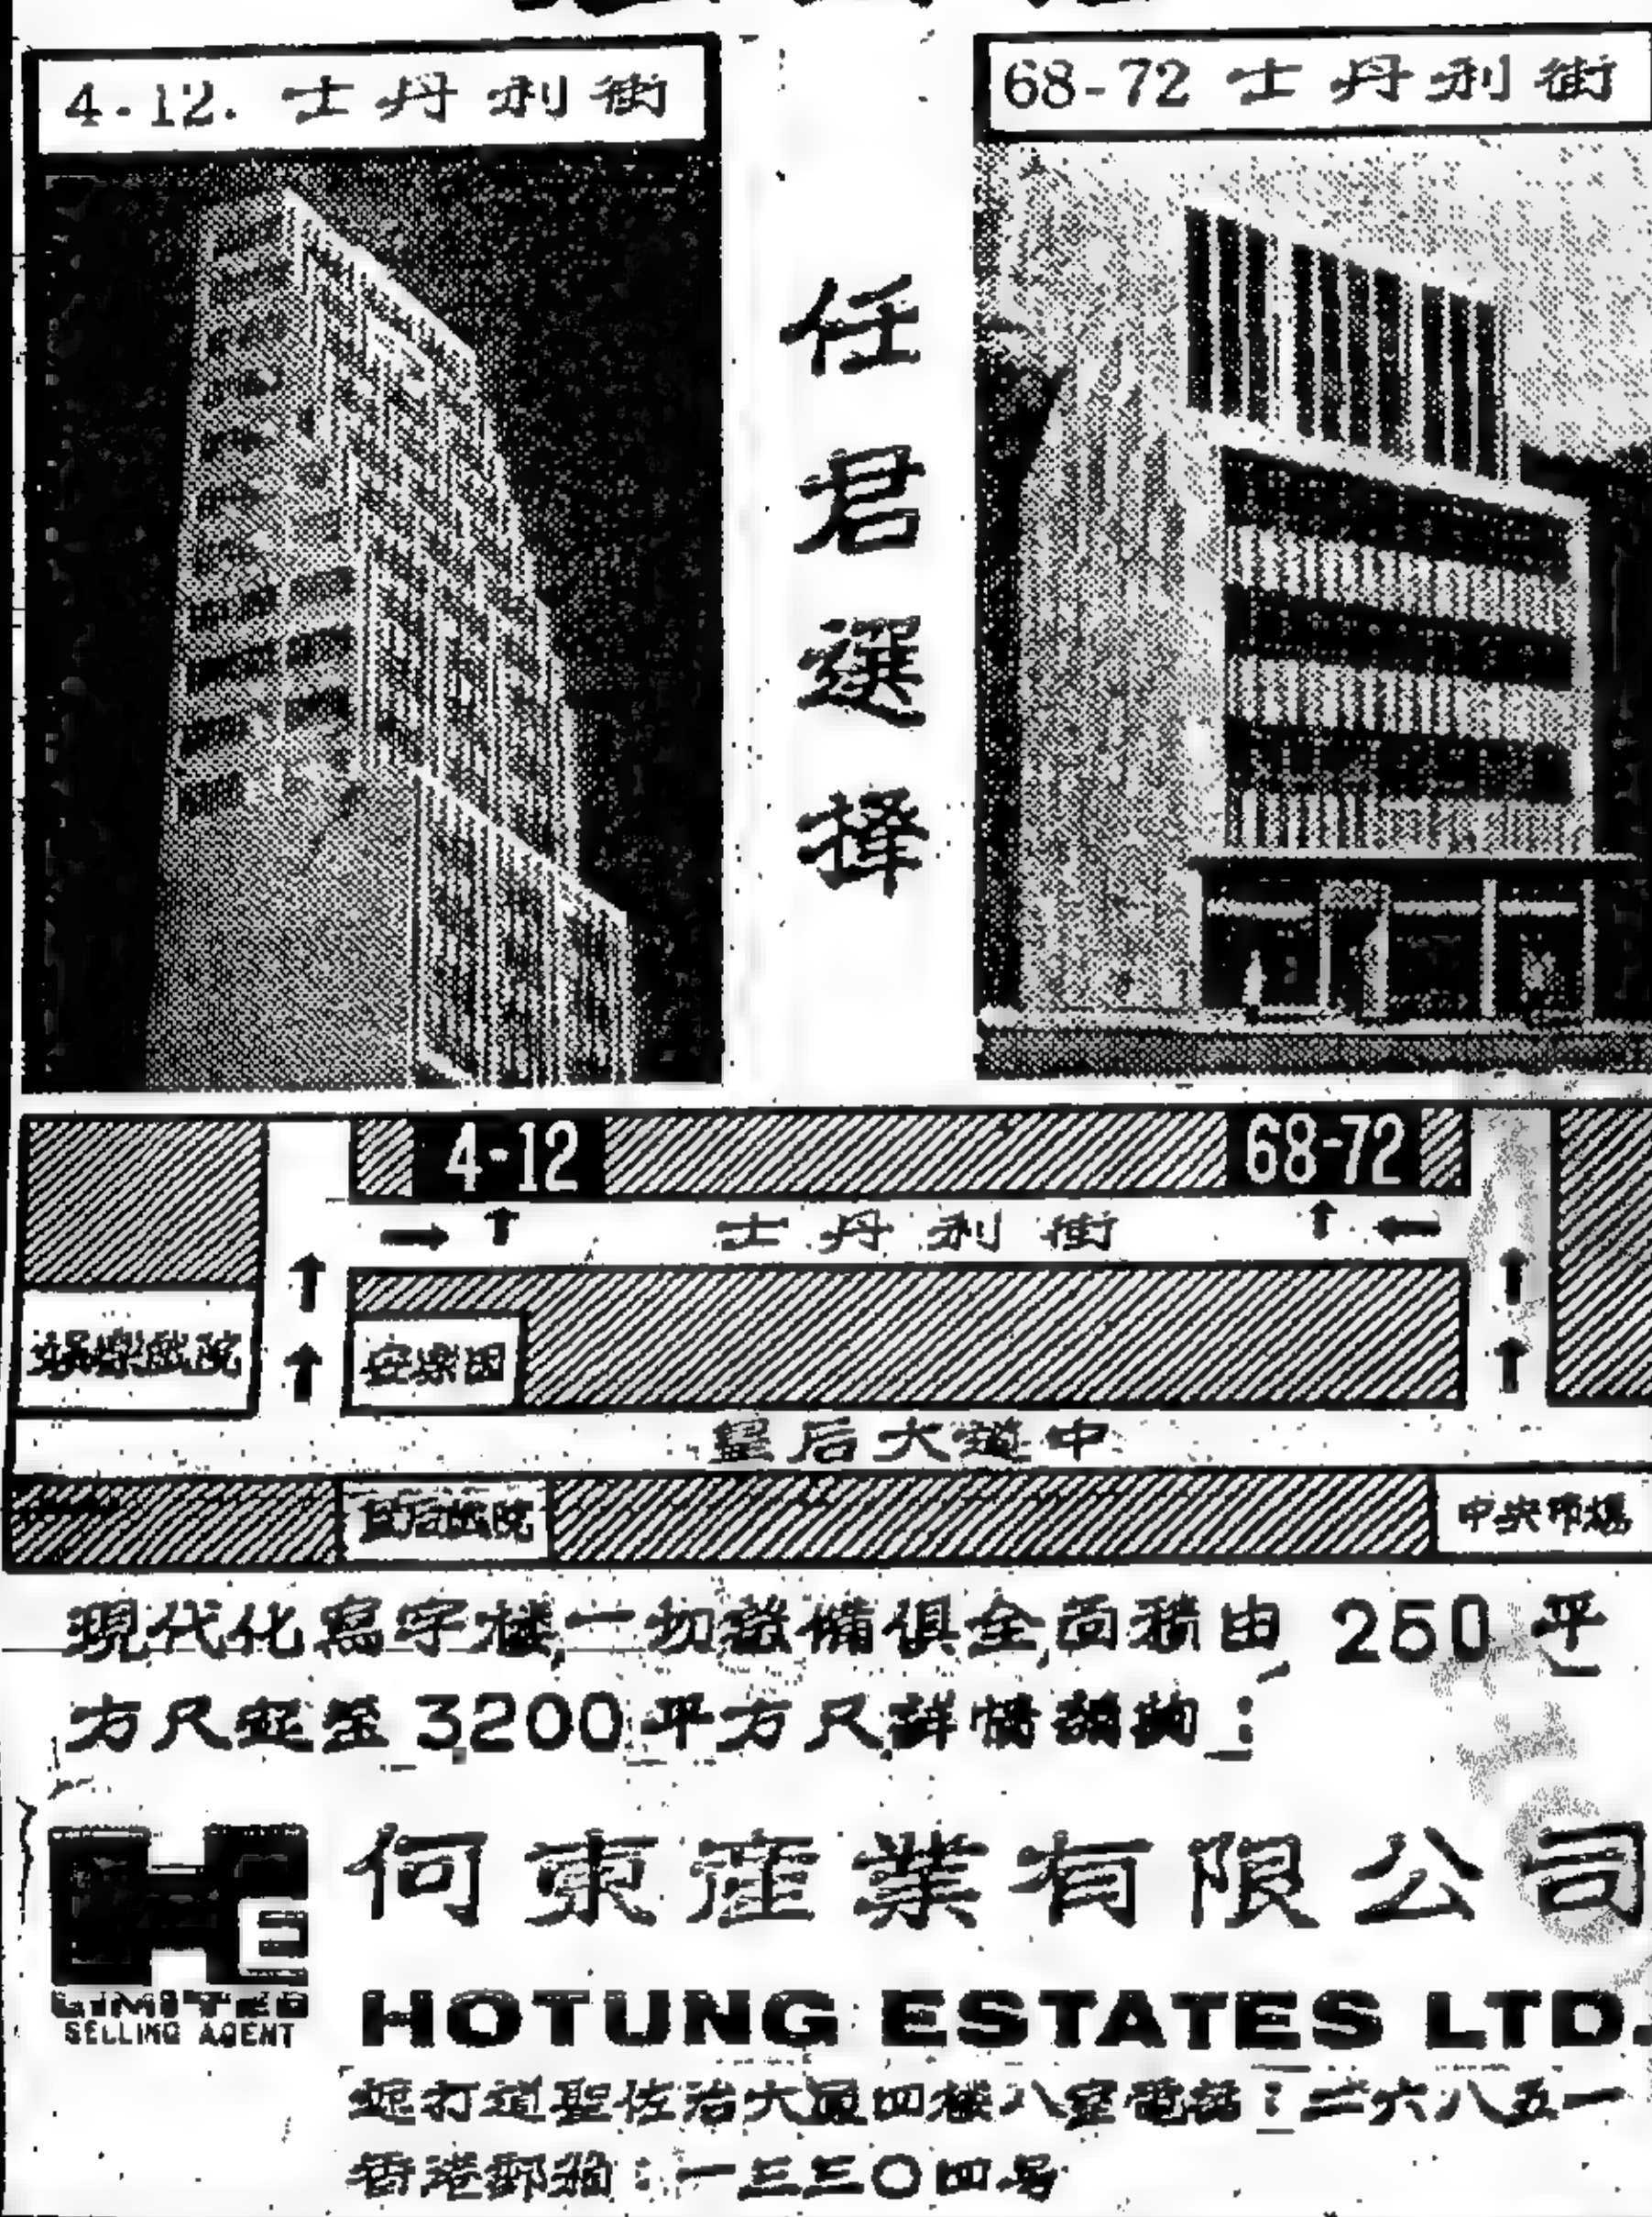 4-12. 士丹利街
68-72 士丹利街
任君選擇
4-12
68-72
士丹利街
娛樂戲院
安樂園
皇后大道中
皇后戲院
中央市場
現代化寫字樓,一切設備俱全,面積由 250 平
方尺起至 3200 平方尺詳情請詢:
何東產業有限公司
HE
LIMITED
SELLING AGENT
HOTUNG ESTATES LTD.
遮打道聖佐治大廈四樓八室電話:二六八五一
香港郵箱:一三三〇四号